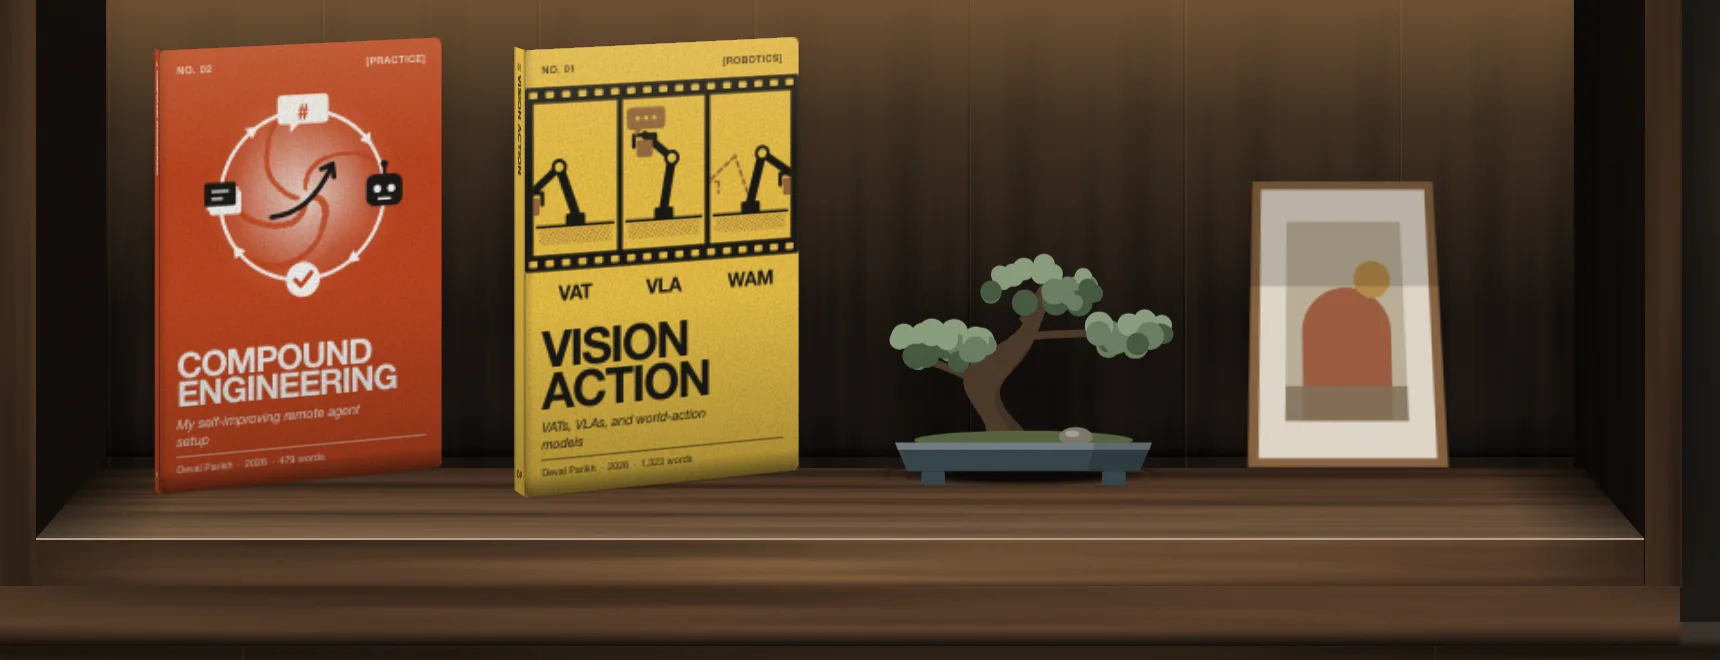 NO. 02
[PRACTICE]
#
COMPOUND
ENGINEERING
My self-improving remote agent
setup
Deval Parikh · 2026 · 479 words
VISION ACTION
NO. 01
[ROBOTICS]
VAT
VLA
WAM
VISION
ACTION
VATs, VLAs, and world-action
models
Deval Parikh · 2026 · 1,323 words